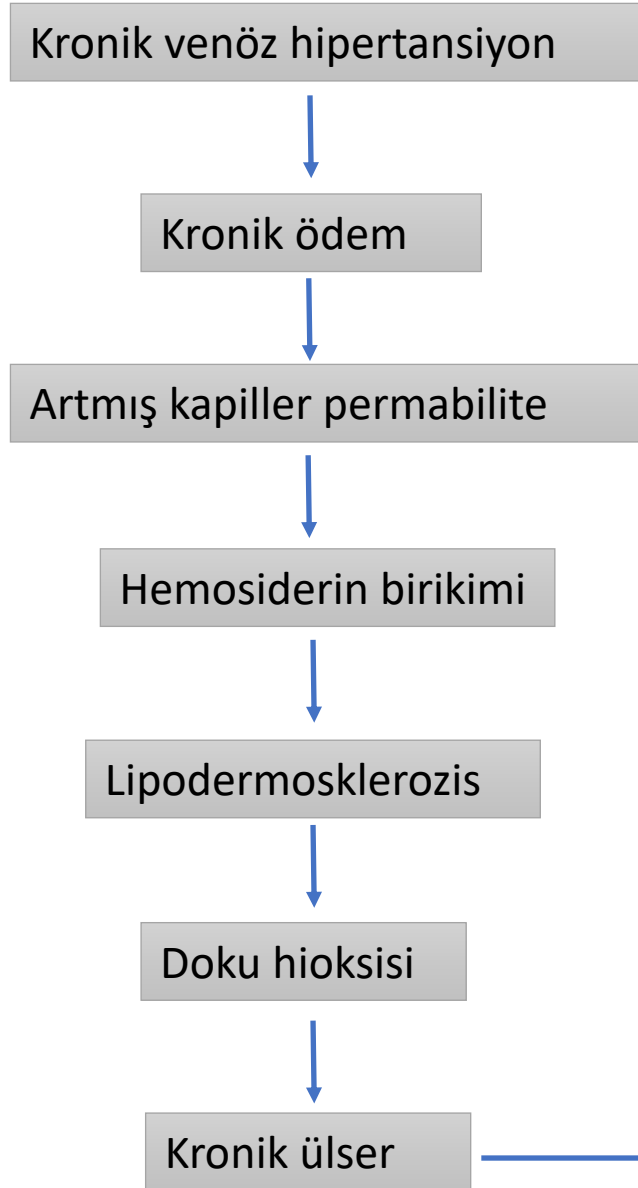 Kronik venöz hipertansiyon
Kronik ödem
Artmış kapiller permabilite
Hemosiderin birikimi
Lipodermosklerozis
Doku hioksisi
Kronik ülser